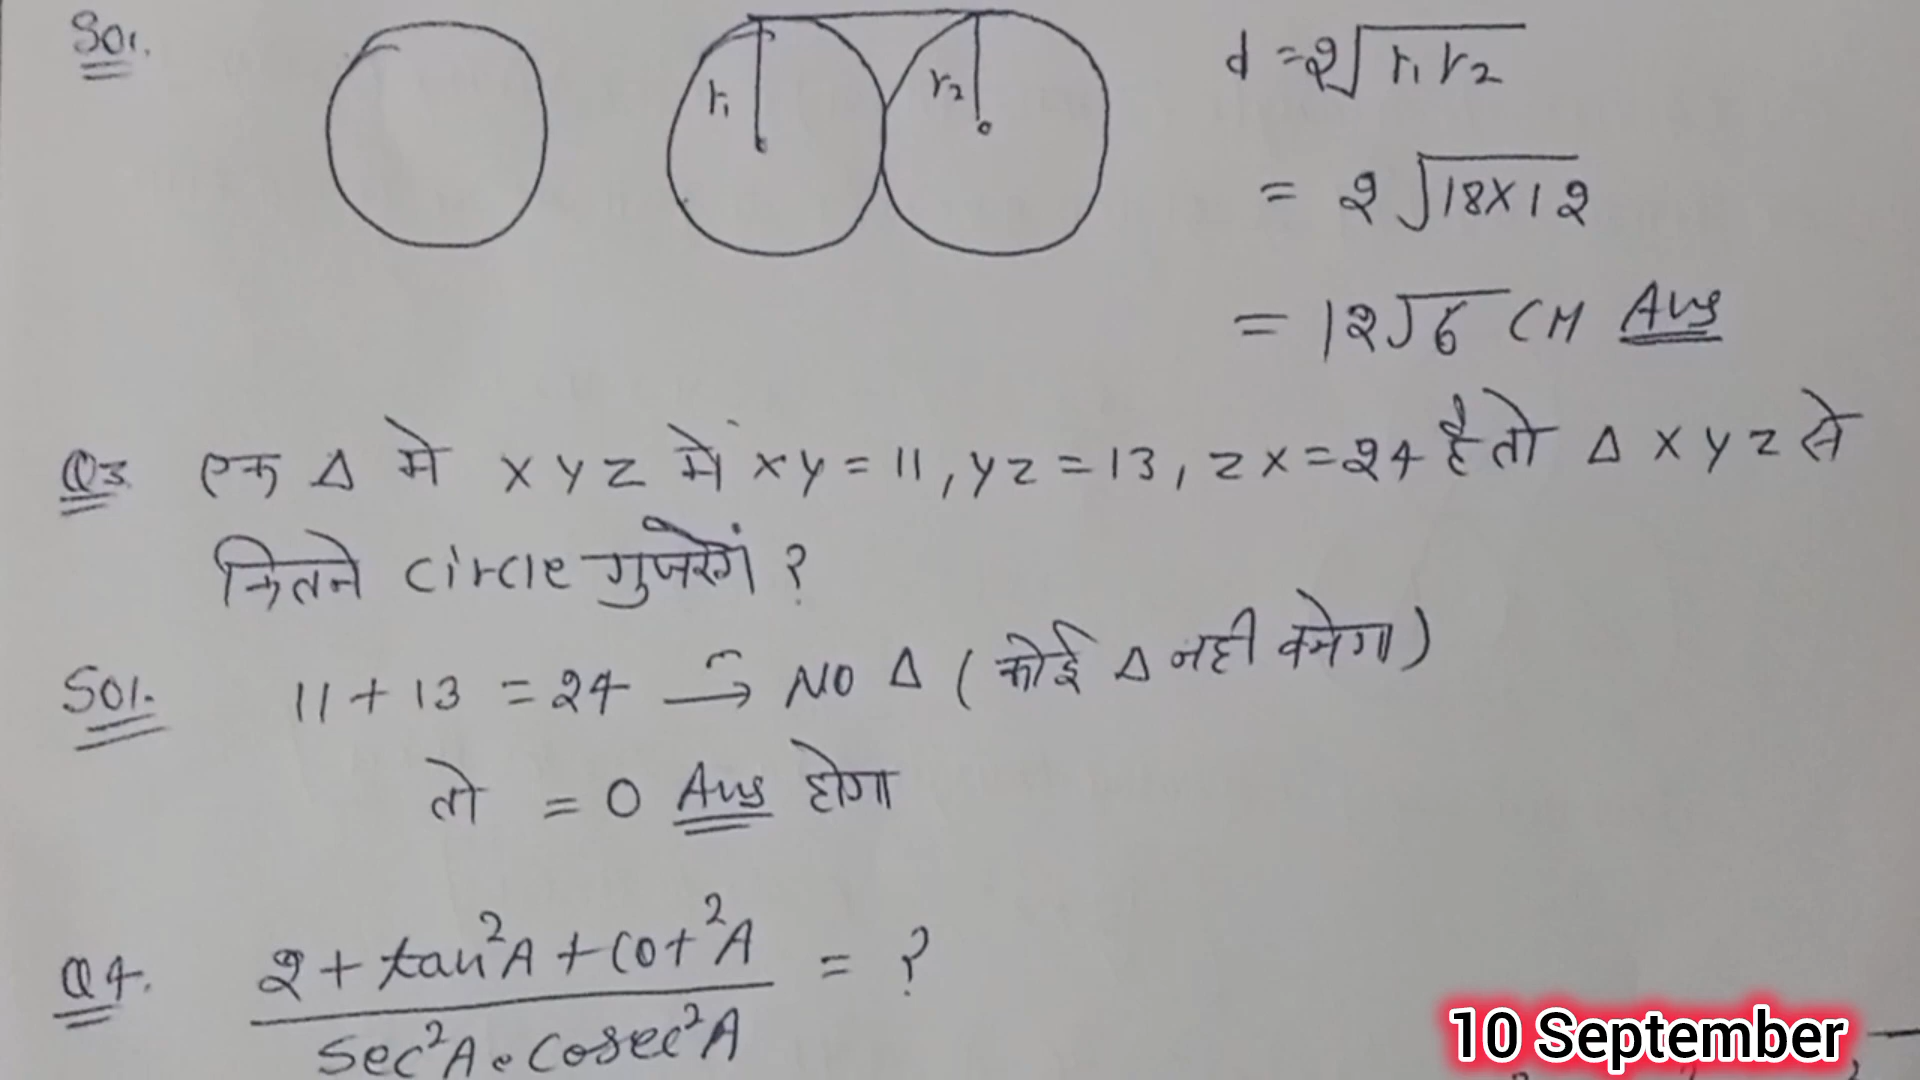 Sol.
r₁
r₂
d = 2√r₁r₂
= 2√18×12
= 12√6 CM Ans
Q3 एक Δ में XYZ में XY = 11, YZ = 13, ZX = 24 है तो Δ XYZ से
कितने circle गुजरेगें ?
Sol. 11 + 13 = 24 → NO Δ (कोई Δ नही बनेगा)
तो = 0 Ans होगा
Q4. 2 + tan²A + cot²A = ?
sec²A . cosec²A
10 September